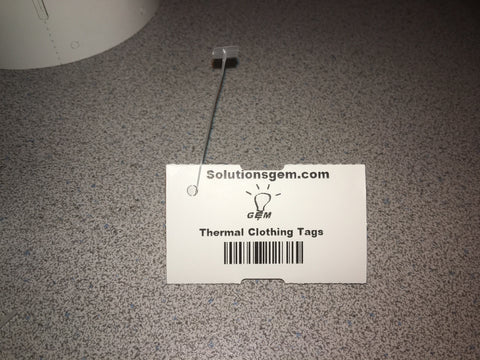 Solutionsgem.com
GEM
Thermal Clothing Tags